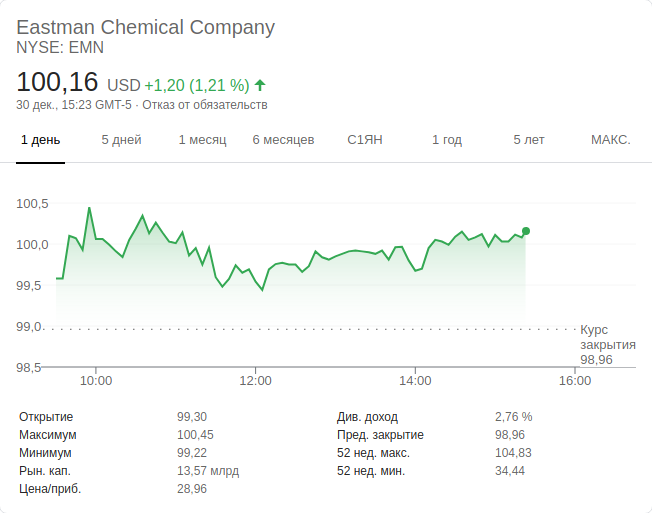 Eastman Chemical Company
NYSE: EMN
100,16 USD +1,20 (1,21 %)
30 дек., 15:23 GMT-5 · Отказ от обязательств
1 день 5 дней 1 месяц 6 месяцев С1ЯН 1 год 5 лет МАКС.
100,5
100,0
99,5
99,0
98,5
Курс
закрытия
98,96
10:00 12:00 14:00 16:00
Открытие 99,30 Див. доход 2,76 %
Максимум 100,45 Пред. закрытие 98,96
Минимум 99,22 52 нед. макс. 104,83
Рын. кап. 13,57 млрд 52 нед. мин. 34,44
Цена/приб. 28,96